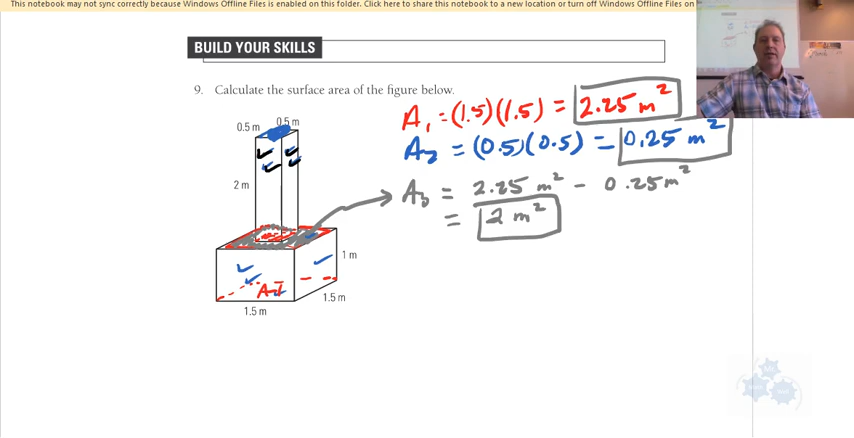 This notebook may not sync correctly because Windows Offline Files is enabled on this folder. Click here to share this notebook to a new location or turn off Windows Offline Files on
BUILD YOUR SKILLS
9. Calculate the surface area of the figure below.
A₁ = (1.5)(1.5) = 2.25 m²
0.5 m 0.5 m
A₂ = (0.5)(0.5) = 0.25 m²
2 m
A₃ = 2.25 m² - 0.25 m²
= 2 m²
1 m
1.5 m
1.5 m